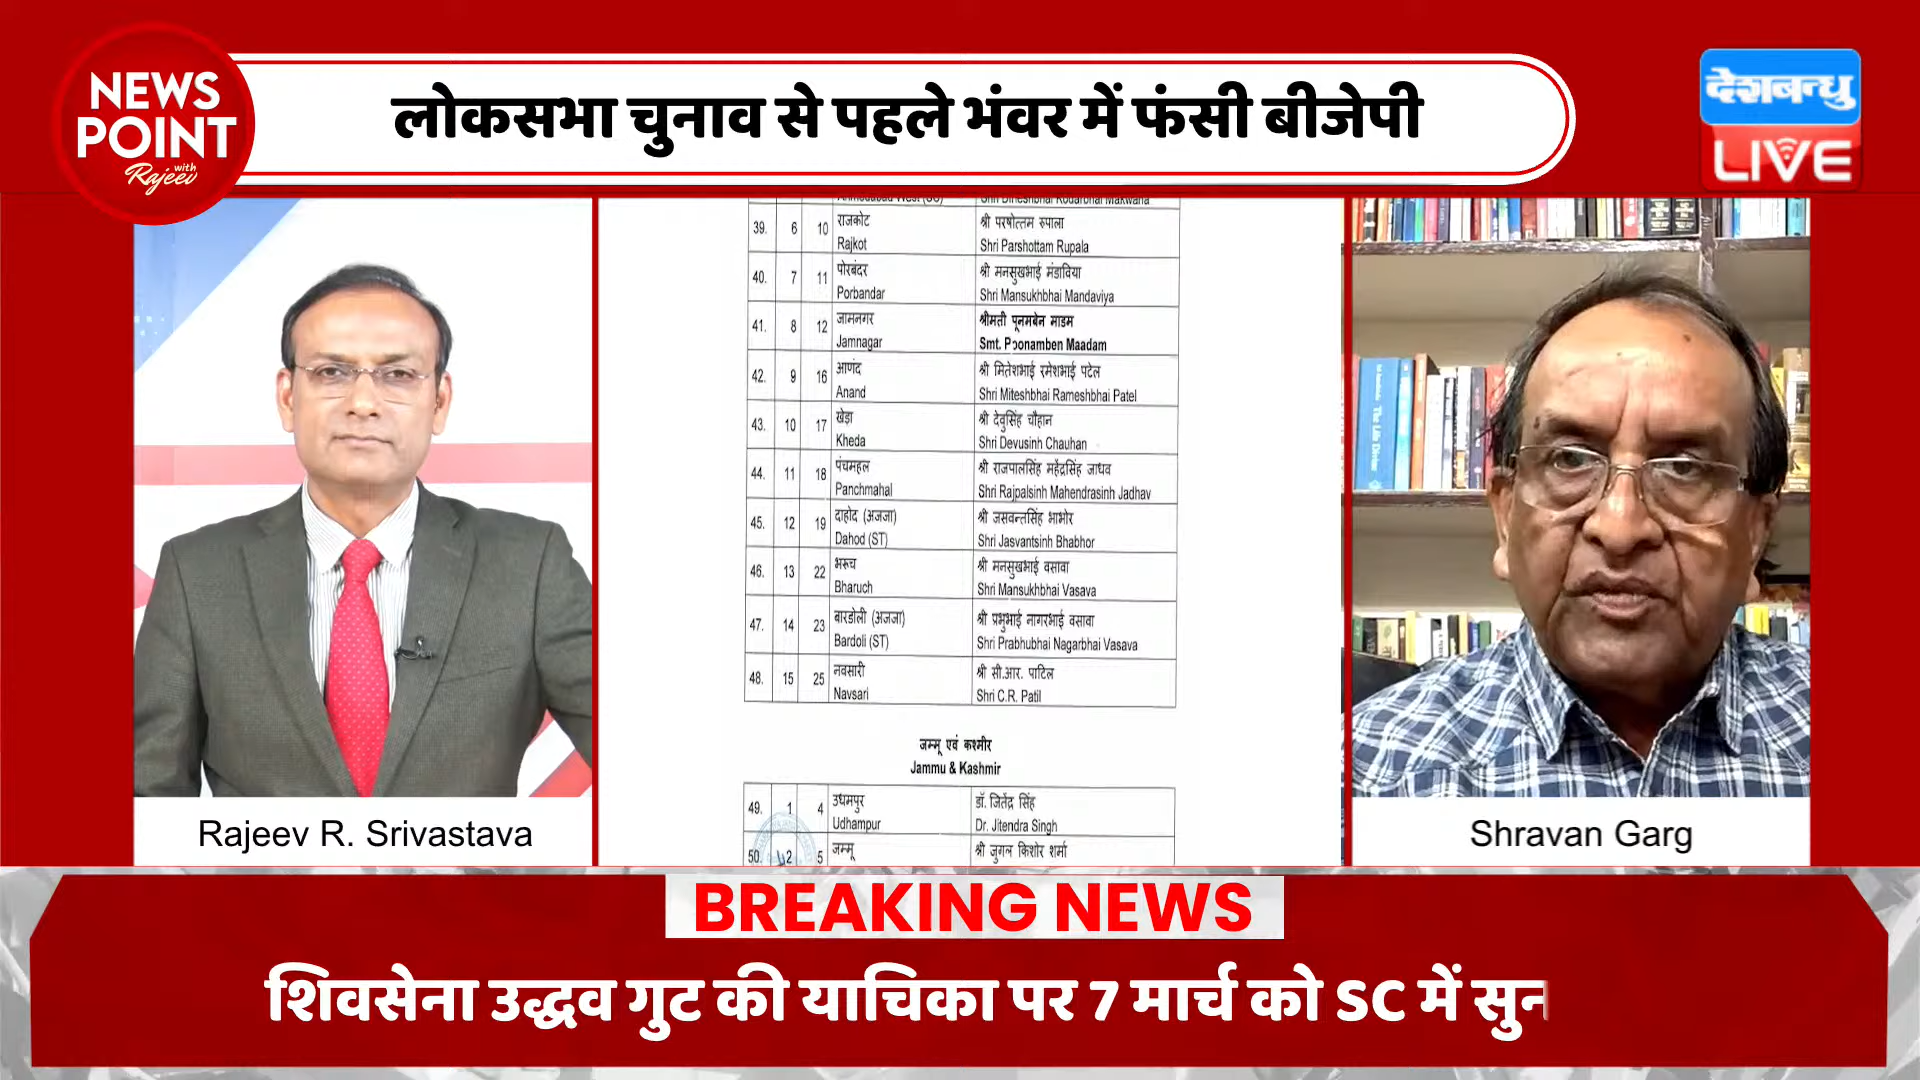 NEWS
POINT
with
Rajeev
लोकसभा चुनाव से पहले भंवर में फंसी बीजेपी
देशबन्धु
LIVE
39. 6 10 राजकोट श्री परषोत्तम रुपाला
Rajkot Shri Parshottam Rupala
40. 7 11 पोरबंदर श्री मनसुखभाई मंडाविया
Porbandar Shri Mansukhbhai Mandaviya
41. 8 12 जामनगर श्रीमती पूनमबेन माडम
Jamnagar Smt. Poonamben Maadam
42. 9 16 आणंद श्री मितेशभाई रमेशभाई पटेल
Anand Shri Miteshbhai Rameshbhai Patel
43. 10 17 खेड़ा श्री देवुसिंह चौहान
Kheda Shri Devusinh Chauhan
44. 11 18 पंचमहल श्री राजपालसिंह महेंद्रसिंह जाधव
Panchmahal Shri Rajpalsinh Mahendrasinh Jadhav
45. 12 19 दाहोद (अजजा) श्री जसवन्तसिंह भाभोर
Dahod (ST) Shri Jasvantsinh Bhabhor
46. 13 22 भरूच श्री मनसुखभाई वसावा
Bharuch Shri Mansukhbhai Vasava
47. 14 23 बारडोली (अजजा) श्री प्रभुभाई नागरभाई वसावा
Bardoli (ST) Shri Prabhubhai Nagarbhai Vasava
48. 15 25 नवसारी श्री सी.आर. पाटिल
Navsari Shri C.R. Patil
जम्मू एवं कश्मीर
Jammu & Kashmir
49. 1 4 उधमपुर डॉ. जितेंद्र सिंह
Udhampur Dr. Jitendra Singh
50. 2 5 जम्मू श्री जुगल किशोर शर्मा
The Life Divine
Rajeev R. Srivastava
Shravan Garg
BREAKING NEWS
शिवसेना उद्धव गुट की याचिका पर 7 मार्च को SC में सुन